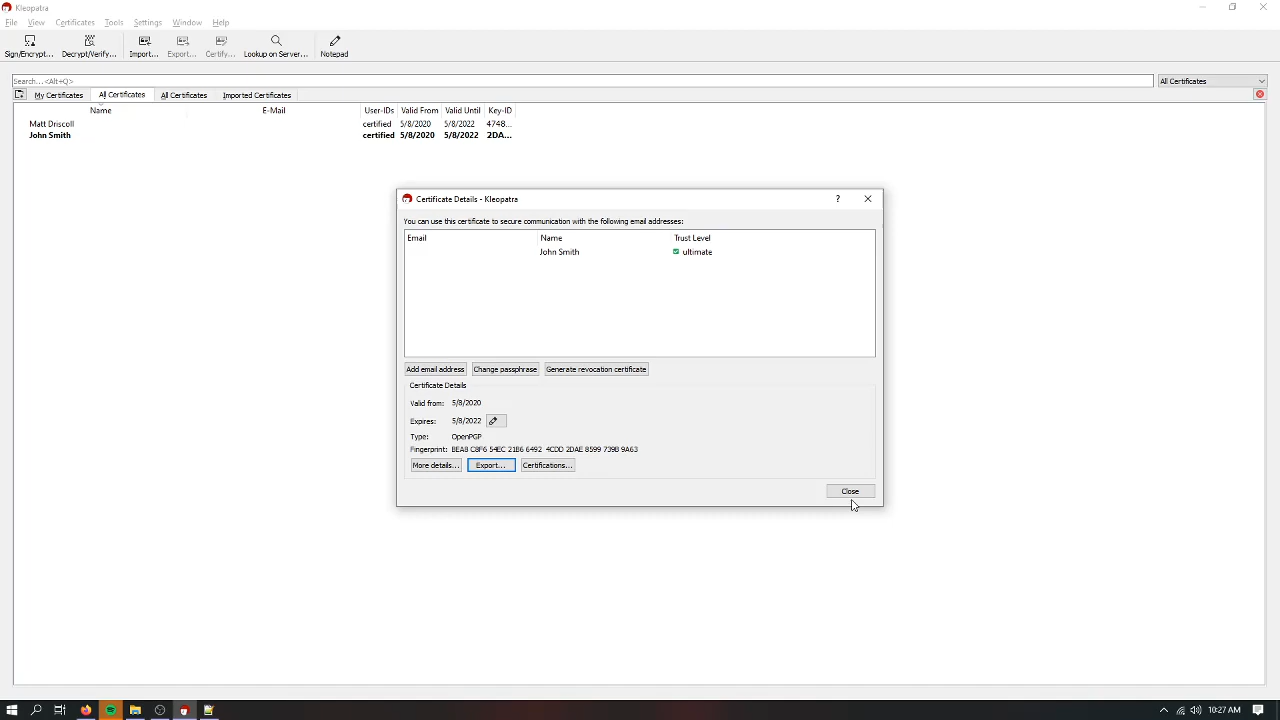 Kleopatra
File View Certificates Tools Settings Window Help
Sign/Encrypt... Decrypt/Verify... Import... Export... Certify... Lookup on Server... Notepad
Search...<Alt+Q> All Certificates
My Certificates All Certificates All Certificates Imported Certificates
Name E-Mail User-IDs Valid From Valid Until Key-ID
Matt Driscoll certified 5/8/2020 5/8/2022 4748...
John Smith certified 5/8/2020 5/8/2022 2DA...
Certificate Details - Kleopatra
You can use this certificate to secure communication with the following email addresses:
Email Name Trust Level
John Smith ultimate
Add email address Change passphrase Generate revocation certificate
Certificate Details
Valid from: 5/8/2020
Expires: 5/8/2022
Type: OpenPGP
Fingerprint: BEA8 C8F6 54EC 21B6 6492 4CDD 2DAE 8599 739B 9A63
More details... Export... Certifications...
Close
10:27 AM